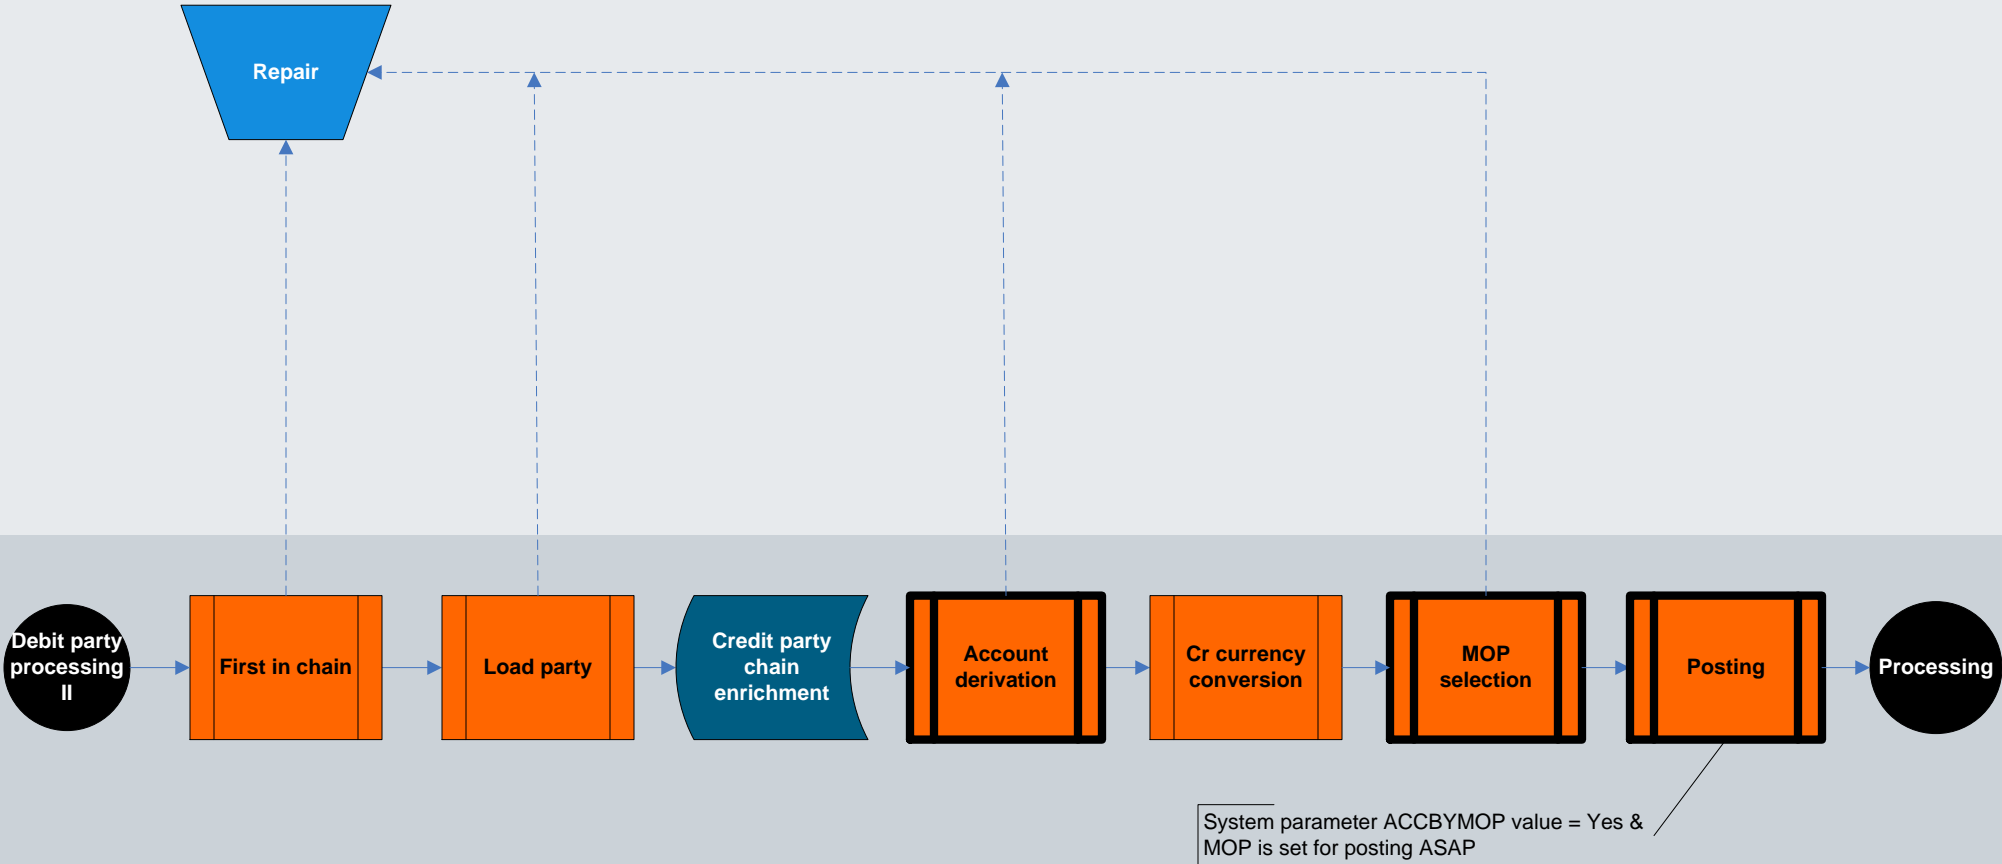 Repair
Debit party
processing
II
First in chain
Load party
Credit party
chain
enrichment
Account
derivation
Cr currency
conversion
MOP
selection
Posting
Processing
System parameter ACCBYMOP value = Yes &
MOP is set for posting ASAP